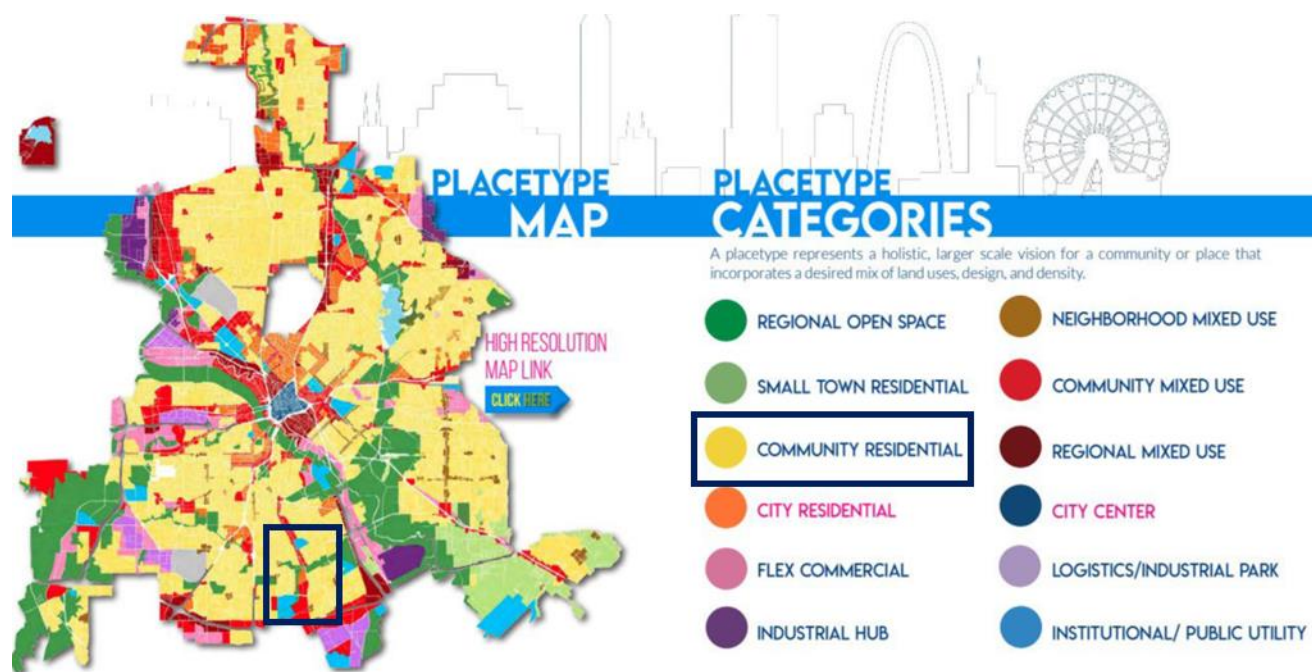 PLACETYPE
MAP
HIGH RESOLUTION
MAP LINK
CLICK HERE
PLACETYPE
CATEGORIES
A placetype represents a holistic, larger scale vision for a community or place that
incorporates a desired mix of land uses, design, and density.
REGIONAL OPEN SPACE
SMALL TOWN RESIDENTIAL
COMMUNITY RESIDENTIAL
CITY RESIDENTIAL
FLEX COMMERCIAL
INDUSTRIAL HUB
NEIGHBORHOOD MIXED USE
COMMUNITY MIXED USE
REGIONAL MIXED USE
CITY CENTER
LOGISTICS/INDUSTRIAL PARK
INSTITUTIONAL/ PUBLIC UTILITY